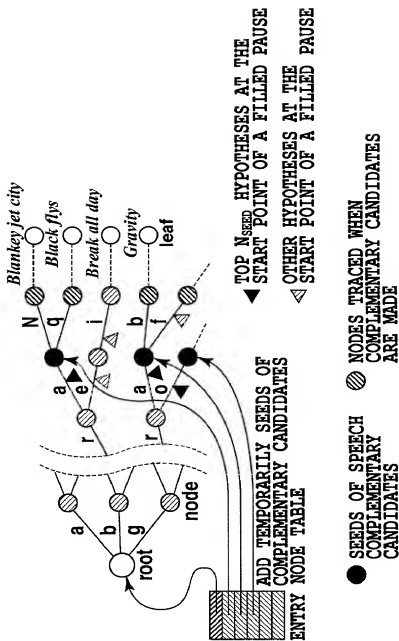 Blankey jet city
Black flys
Break all day
Gravity
leaf
N
q
i
b
f
a
e
a
o
r
r
a
b
g
node
root
ADD TEMPORARILY SEEDS OF
COMPLEMENTARY CANDIDATES
ENTRY NODE TABLE
TOP NSEED HYPOTHESES AT THE
START POINT OF A FILLED PAUSE
OTHER HYPOTHESES AT THE
START POINT OF A FILLED PAUSE
SEEDS OF SPEECH
COMPLEMENTARY
CANDIDATES
NODES TRACED WHEN
COMPLEMENTARY CANDIDATES
ARE MADE